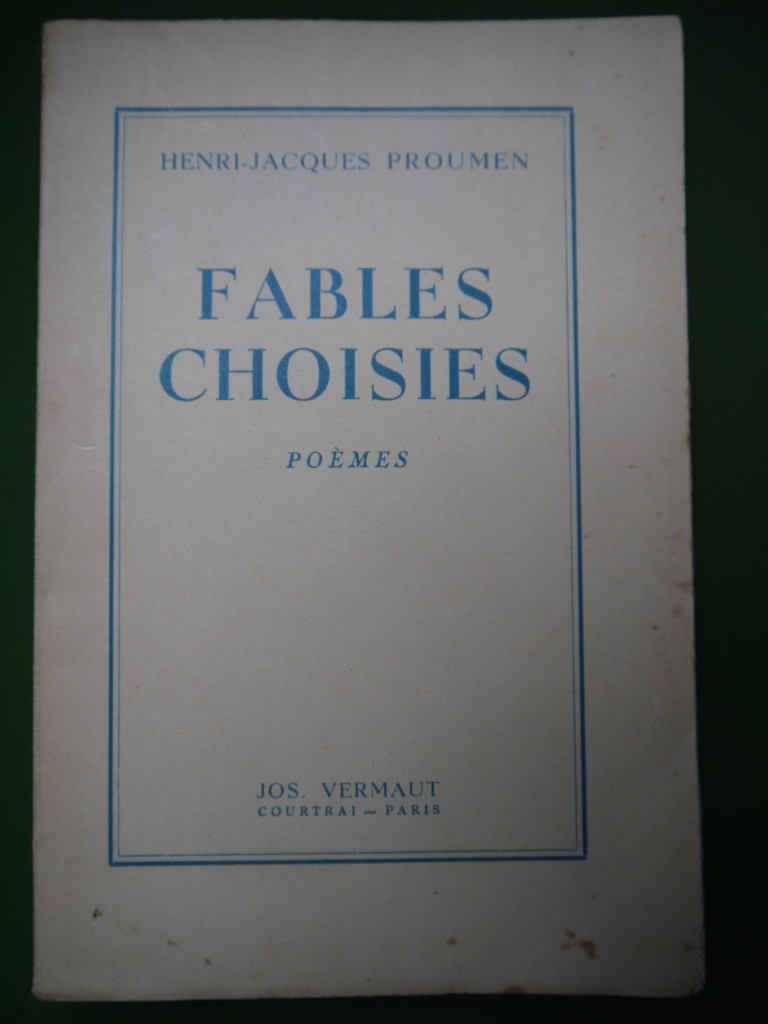 HENRI-JACQUES PROUMEN
FABLES
CHOISIES
POÈMES
JOS. VERMAUT
COURTRAI — PARIS